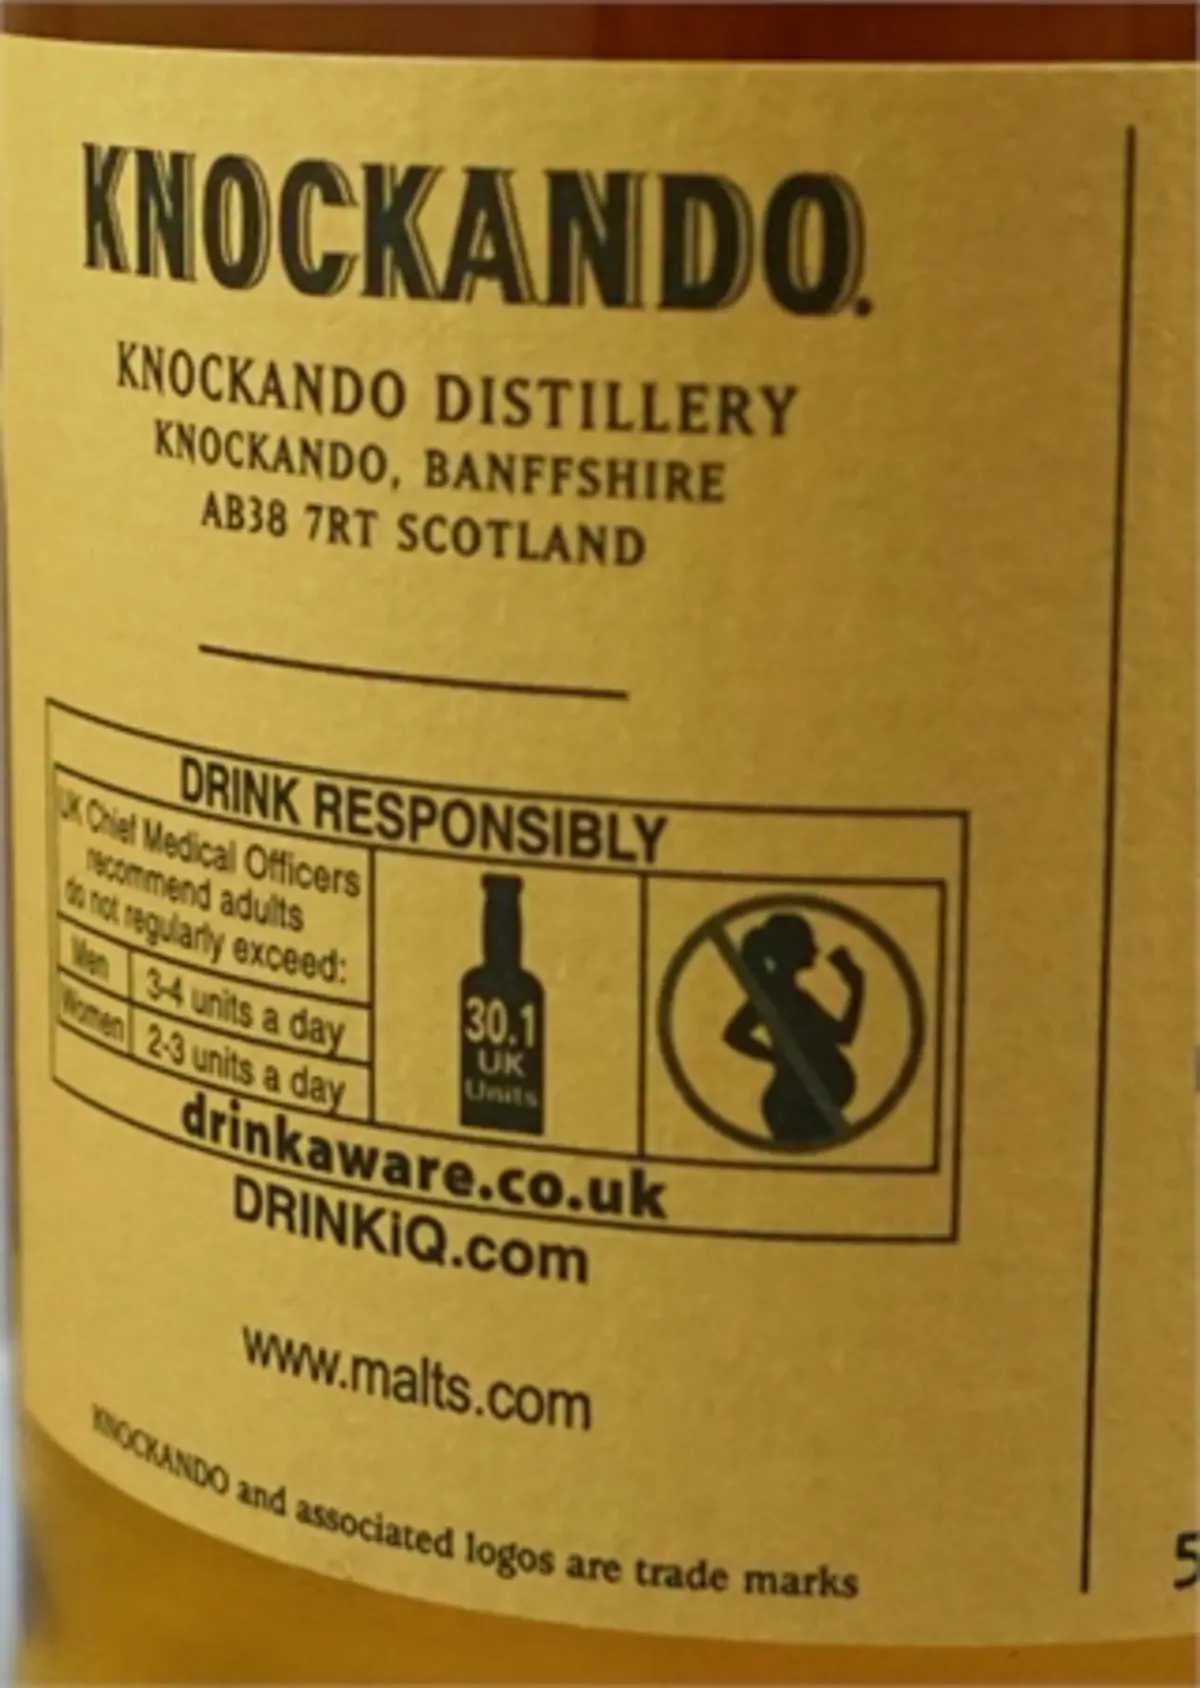 KNOCKANDO.
KNOCKANDO DISTILLERY
KNOCKANDO, BANFFSHIRE
AB38 7RT SCOTLAND
DRINK RESPONSIBLY
UK Chief Medical Officers
recommend adults
do not regularly exceed:
Men 3-4 units a day
Women 2-3 units a day
30.1
UK
Units
drinkaware.co.uk
DRINKiQ.com
www.malts.com
KNOCKANDO and associated logos are trade marks
5